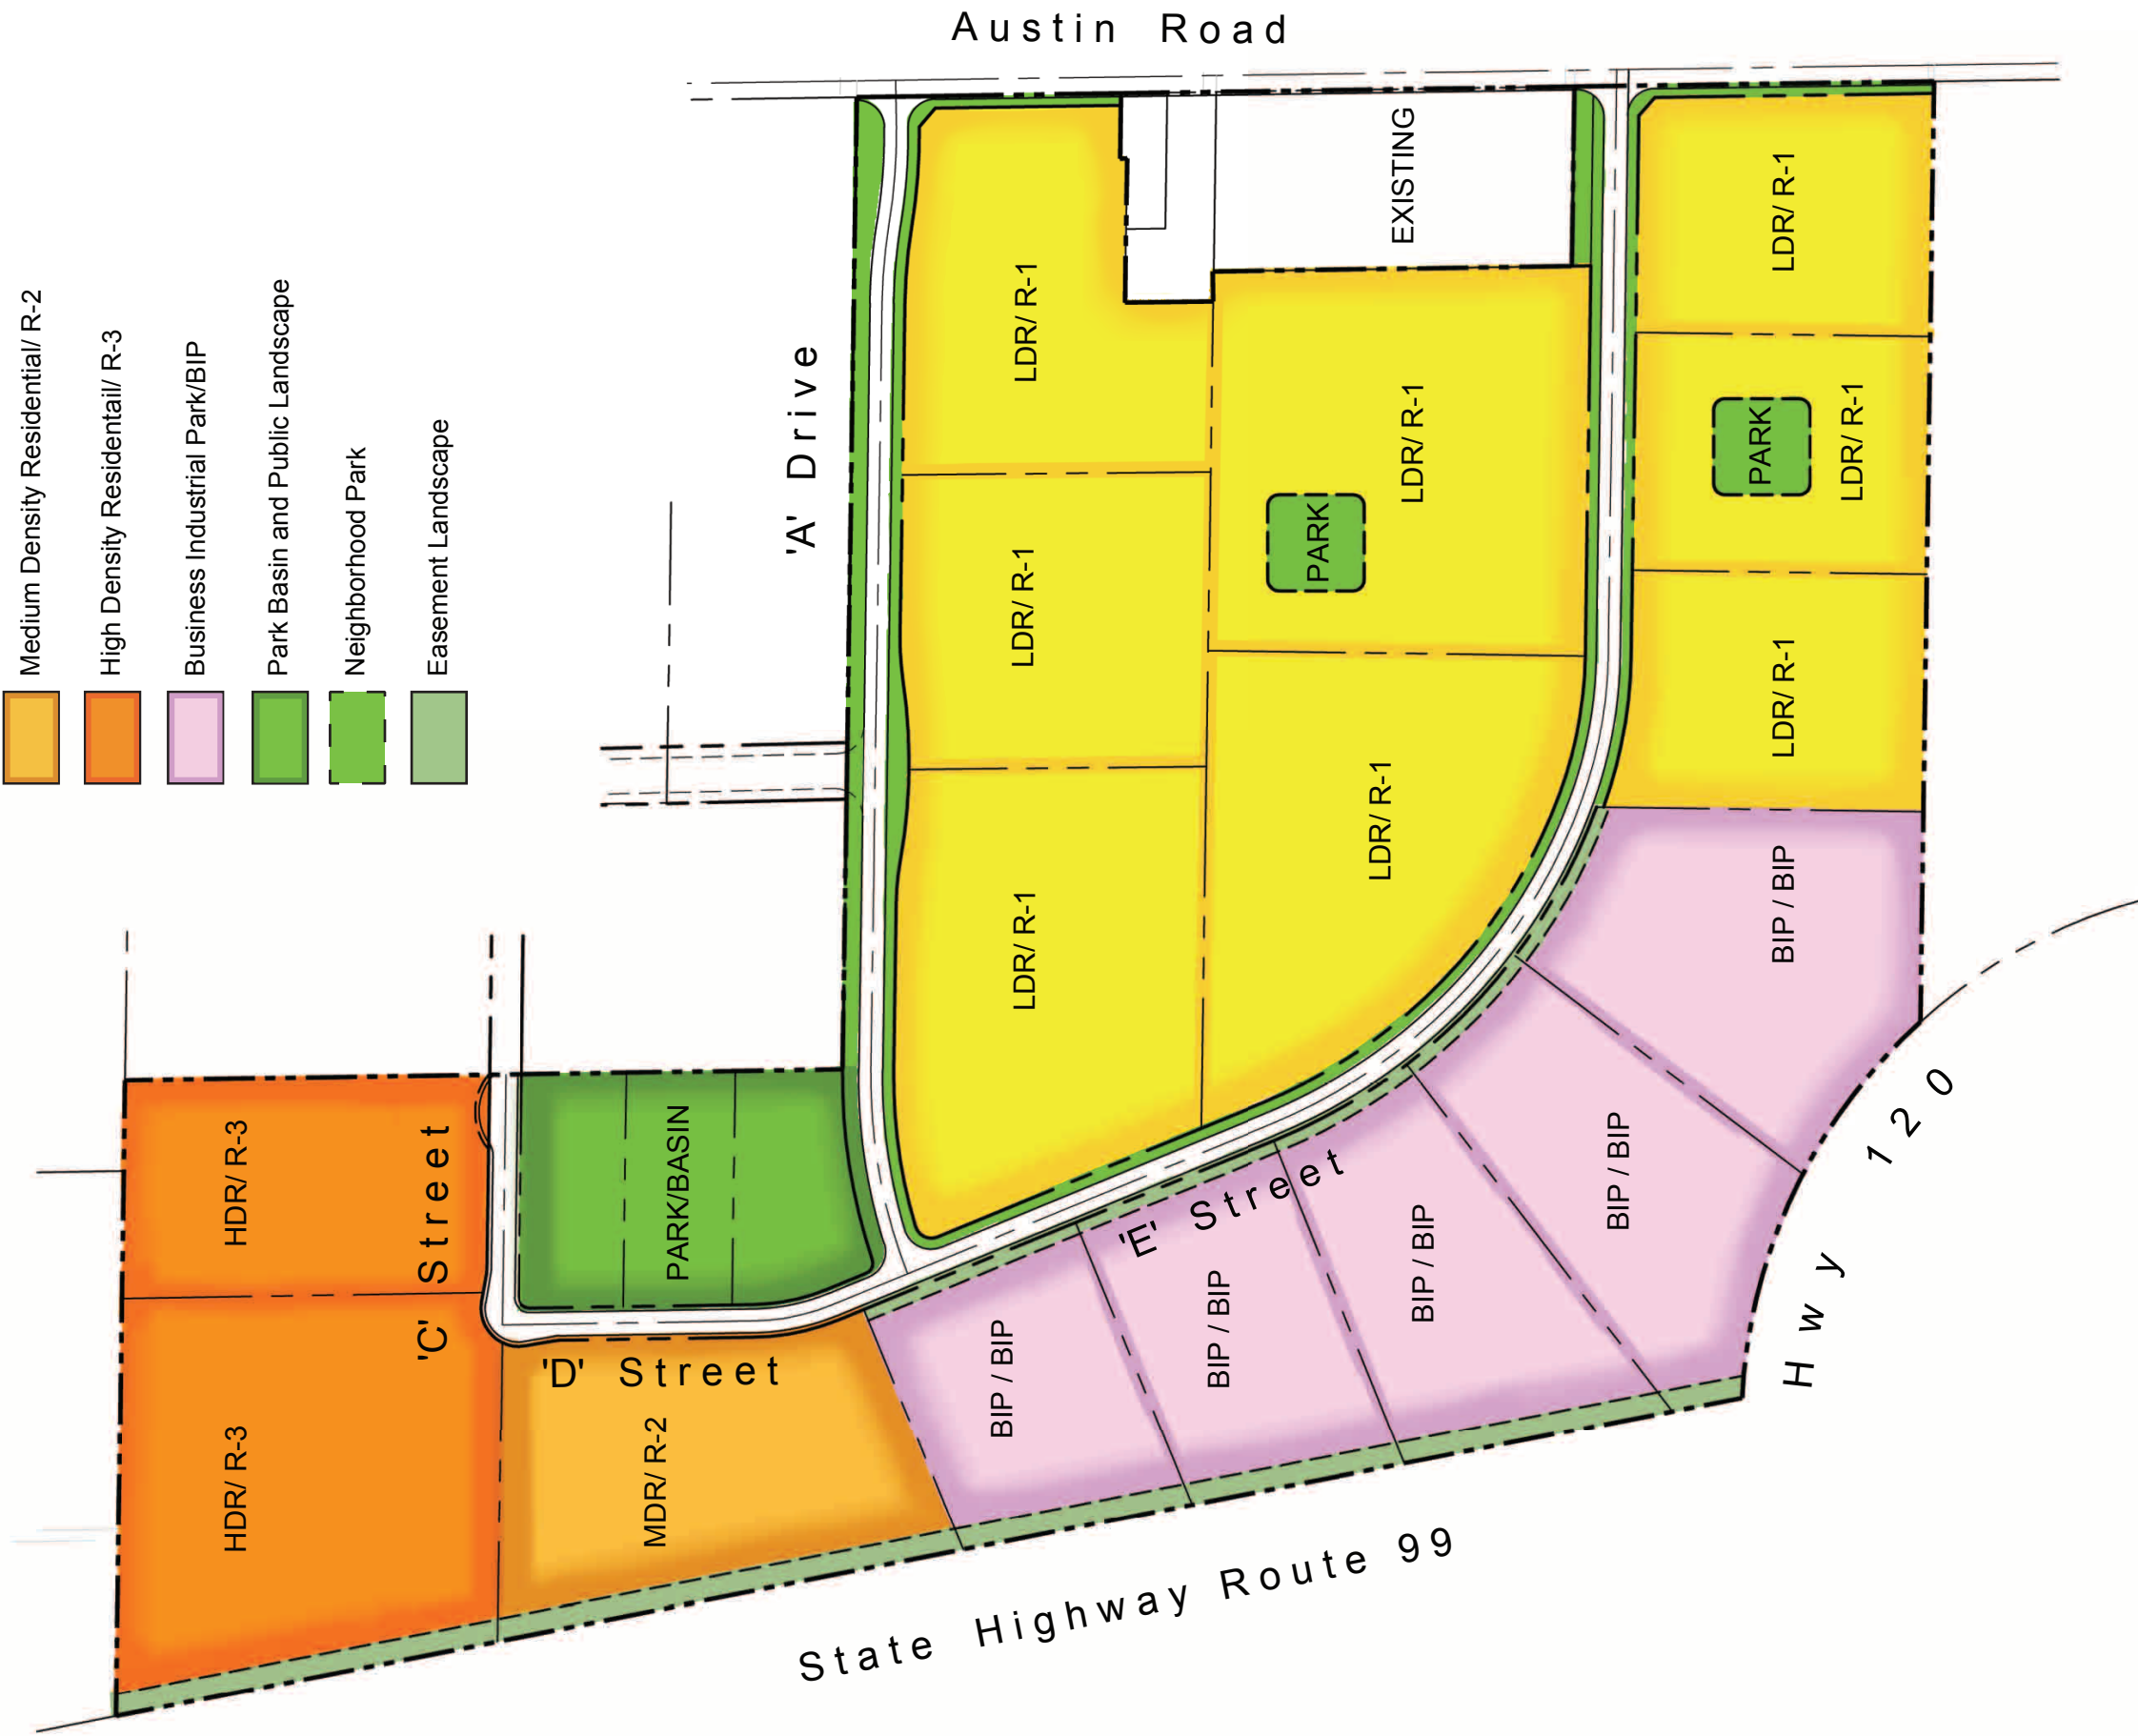 Austin Road
Medium Density Residential/ R-2
High Density Residentail/ R-3
Business Industrial Park/BIP
Park Basin and Public Landscape
Neighborhood Park
Easement Landscape
'A' Drive
EXISTING
LDR/ R-1
LDR/ R-1
LDR/ R-1
PARK
LDR/ R-1
PARK
LDR/ R-1
LDR/ R-1
LDR/ R-1
LDR/ R-1
LDR/ R-1
BIP / BIP
HDR/ R-3
'C' Street
PARK/BASIN
'E' Street
BIP / BIP
Hwy 120
BIP / BIP
BIP / BIP
BIP / BIP
'D' Street
HDR/ R-3
MDR/ R-2
State Highway Route 99